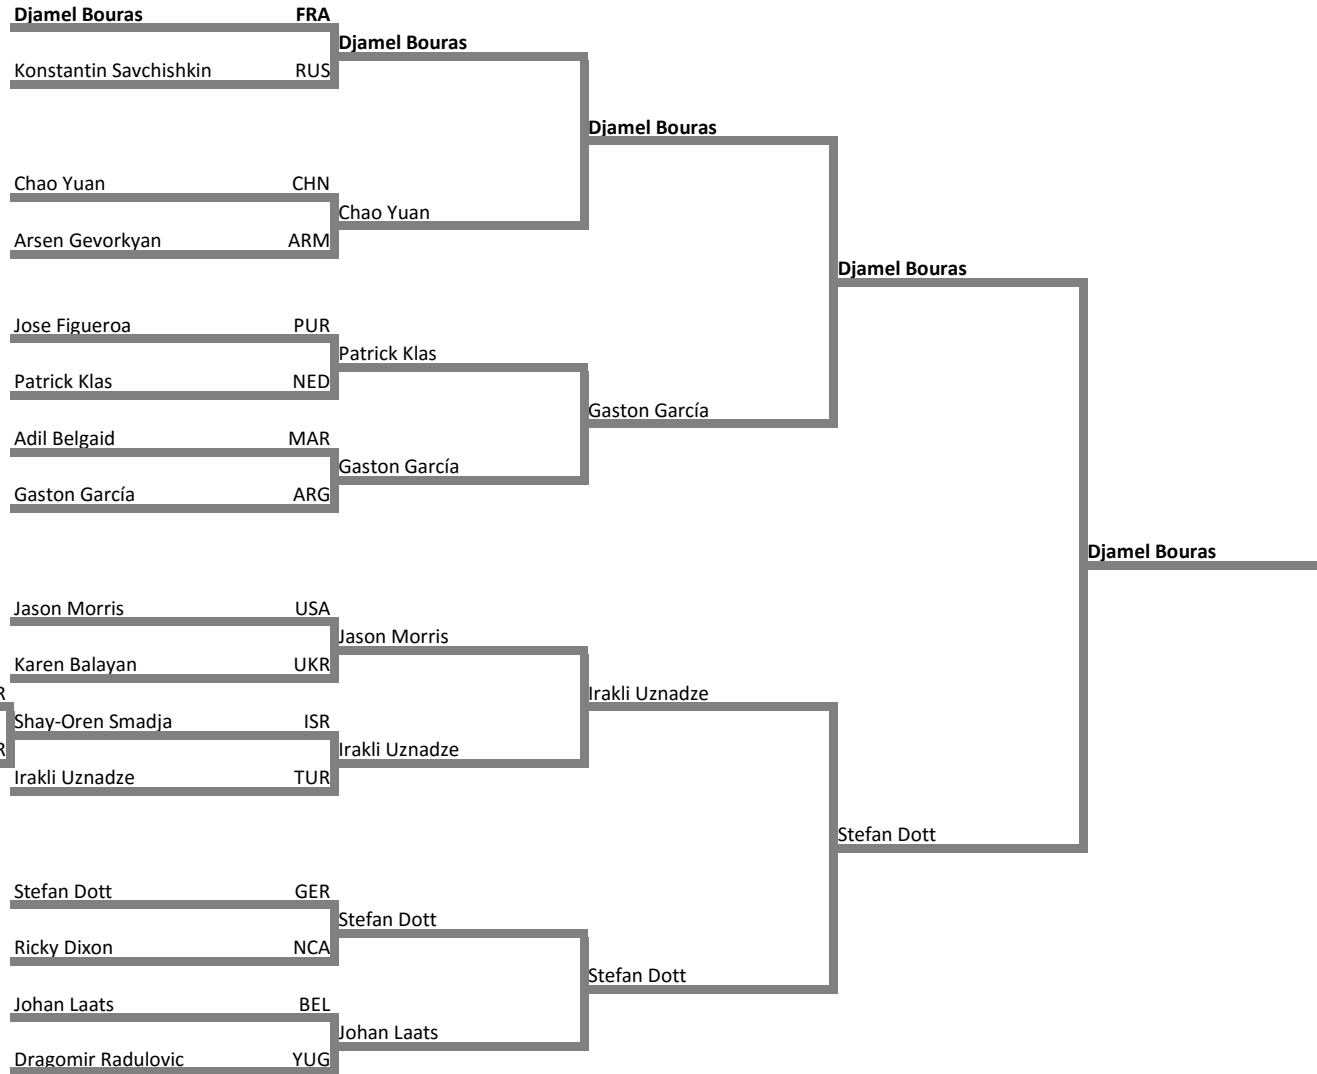 Djamel Bouras FRA
Djamel Bouras
Konstantin Savchishkin RUS
Djamel Bouras
Chao Yuan CHN
Chao Yuan
Arsen Gevorkyan ARM
Djamel Bouras
Jose Figueroa PUR
Patrick Klas
Patrick Klas NED
Gaston García
Adil Belgaid MAR
Gaston García
Gaston García ARG
Djamel Bouras
Jason Morris USA
Jason Morris
Karen Balayan UKR
R
Irakli Uznadze
Shay-Oren Smadja ISR
R
Irakli Uznadze
Irakli Uznadze TUR
Stefan Dott
Stefan Dott GER
Stefan Dott
Ricky Dixon NCA
Stefan Dott
Johan Laats BEL
Johan Laats
Dragomir Radulovic YUG